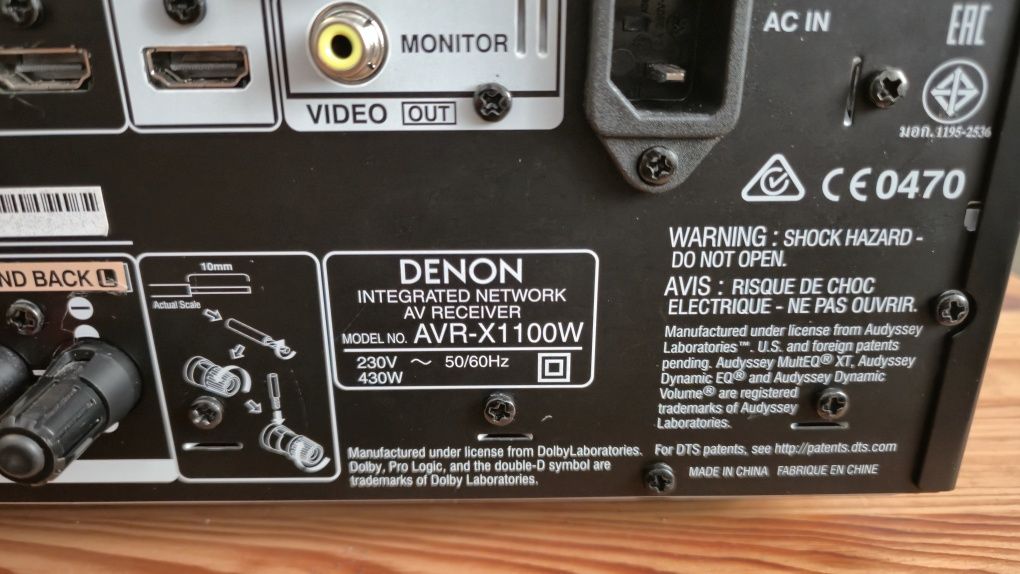 MONITOR
VIDEO OUT
AC IN
EAC
มอก. 1195-2536
CE 0470
WARNING : SHOCK HAZARD -
DO NOT OPEN.
AVIS : RISQUE DE CHOC
ELECTRIQUE - NE PAS OUVRIR.
Manufactured under license from Audyssey
Laboratories™. U.S. and foreign patents
pending. Audyssey MultEQ® XT, Audyssey
Dynamic EQ® and Audyssey Dynamic
Volume® are registered
trademarks of Audyssey
Laboratories.
ND BACK L
10mm
Actual Scale
DENON
INTEGRATED NETWORK
AV RECEIVER
MODEL NO. AVR-X1100W
230V ~ 50/60Hz
430W
Manufactured under license from DolbyLaboratories.
Dolby, Pro Logic, and the double-D symbol are
trademarks of Dolby Laboratories.
For DTS patents, see http://patents.dts.com
MADE IN CHINA FABRIQUE EN CHINE